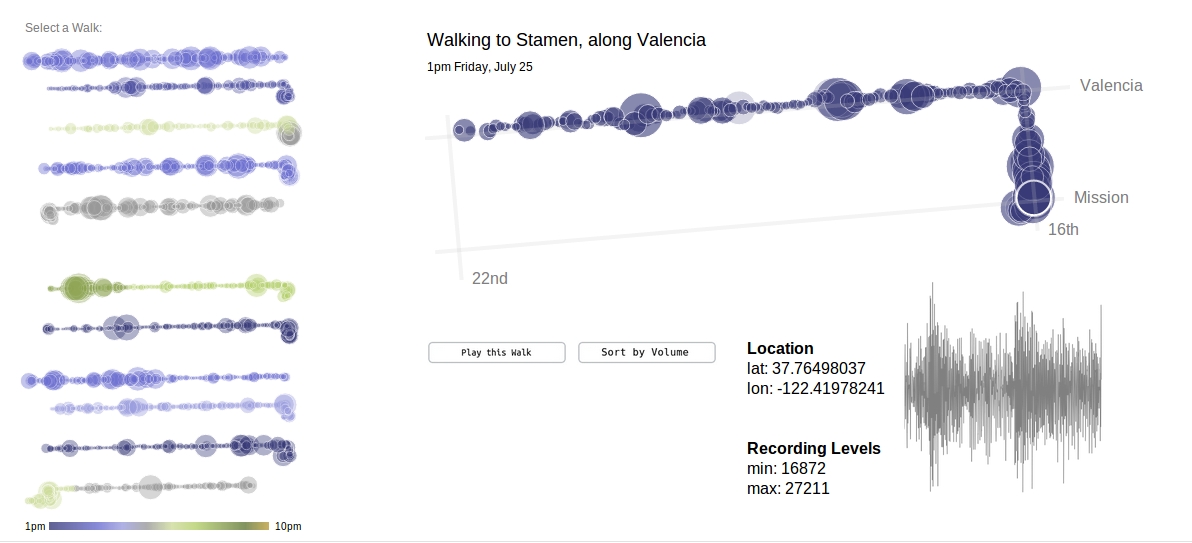 Select a Walk:
Walking to Stamen, along Valencia
1pm Friday, July 25
Valencia
Mission
16th
22nd
Play this Walk
Sort by Volume
Location
lat: 37.76498037
lon: -122.41978241
Recording Levels
min: 16872
max: 27211
1pm
10pm